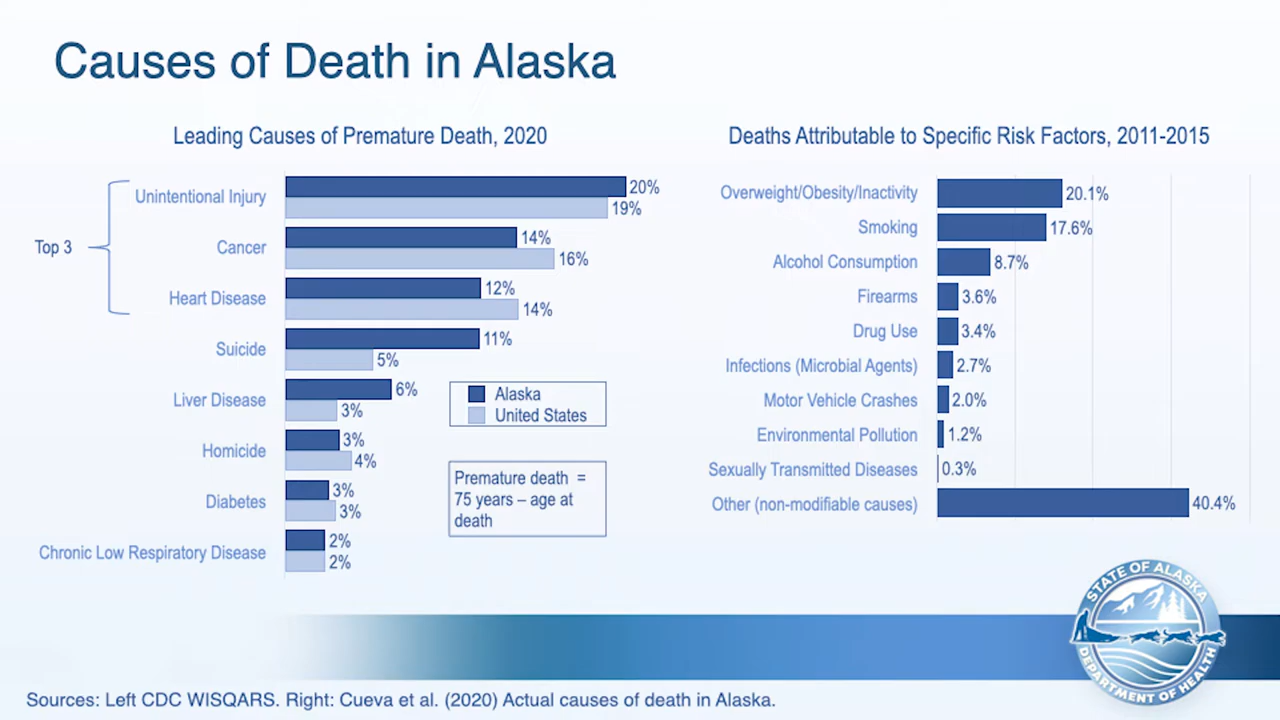 Causes of Death in Alaska
Leading Causes of Premature Death, 2020
Top 3
Unintentional Injury
20%
19%
Cancer
14%
16%
Heart Disease
12%
14%
Suicide
11%
5%
Liver Disease
6%
3%
Homicide
3%
4%
Diabetes
3%
3%
Chronic Low Respiratory Disease
2%
2%
Alaska
United States
Premature death =
75 years – age at
death
Deaths Attributable to Specific Risk Factors, 2011-2015
Overweight/Obesity/Inactivity
20.1%
Smoking
17.6%
Alcohol Consumption
8.7%
Firearms
3.6%
Drug Use
3.4%
Infections (Microbial Agents)
2.7%
Motor Vehicle Crashes
2.0%
Environmental Pollution
1.2%
Sexually Transmitted Diseases
0.3%
Other (non-modifiable causes)
40.4%
STATE OF ALASKA
DEPARTMENT OF HEALTH
Sources: Left CDC WISQARS. Right: Cueva et al. (2020) Actual causes of death in Alaska.